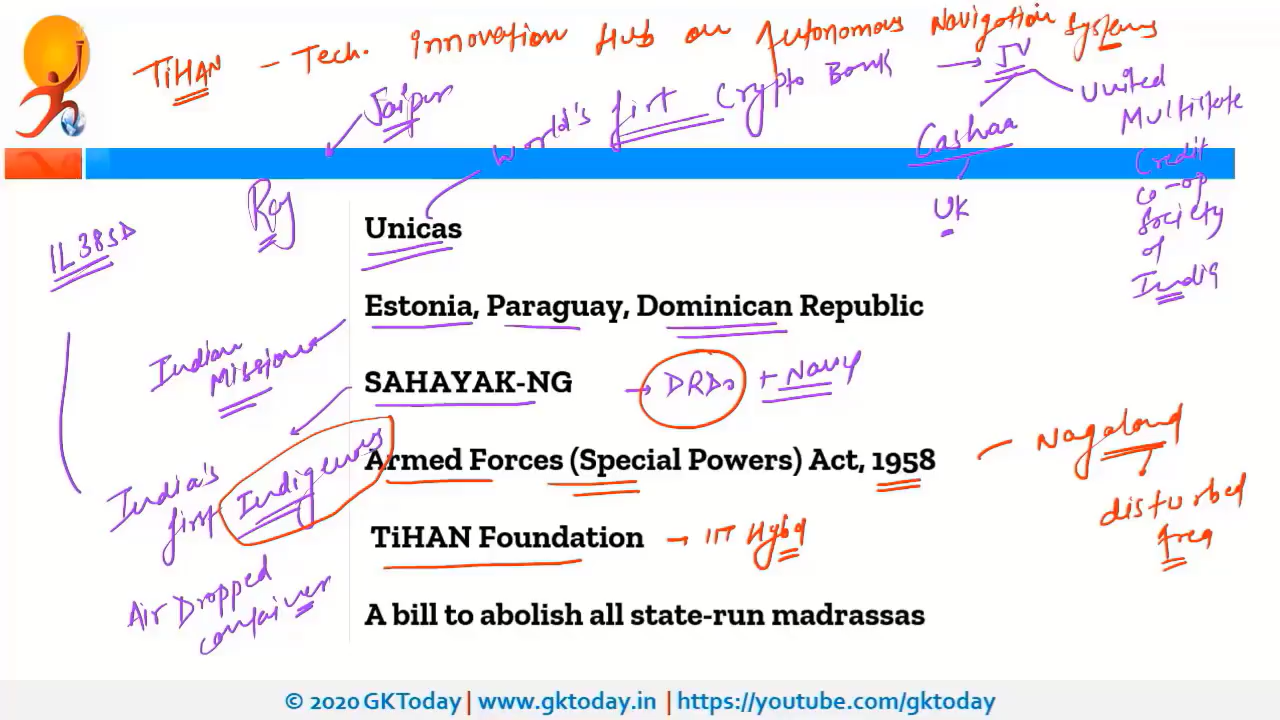 TiHAN - Tech. Innovation Hub on Autonomous Navigation Systems
Jaipur
World's first Crypto Bank → JV
United
Multistate
Credit
Co-op
Society
of
India
Cashaa
UK
Raj
IL38SD
Unicas
Estonia, Paraguay, Dominican Republic
Indian
Missions
SAHAYAK-NG → DRDO + Navy
India's
first Indigenous
Air Dropped
container
Armed Forces (Special Powers) Act, 1958 - Nagaland
disturbed
Area
TiHAN Foundation → IIT Hybd
A bill to abolish all state-run madrassas
© 2020 GKToday | www.gktoday.in | https://youtube.com/gktoday